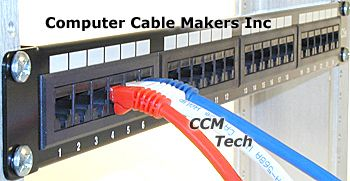 Computer Cable Makers Inc
CCM
Tech
1 2 3 4 5 6